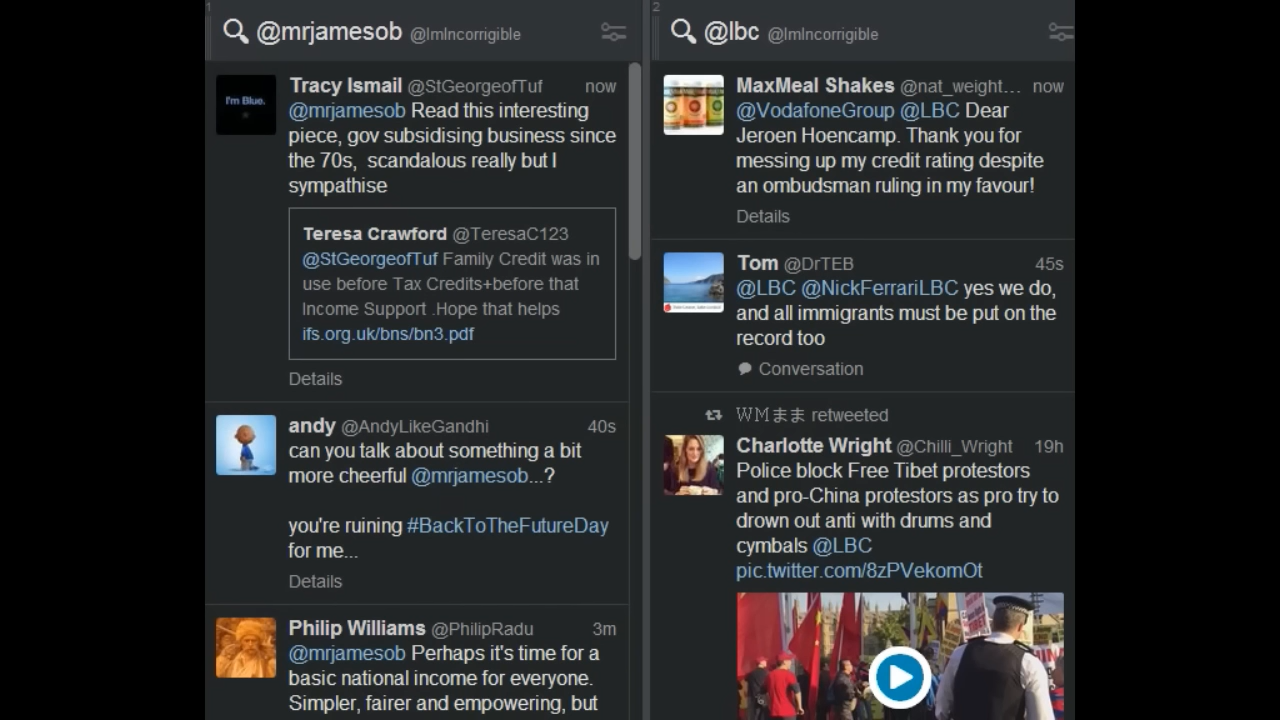 1
@mrjamesob @ImIncorrigible
Tracy Ismail @StGeorgeofTuf now
@mrjamesob Read this interesting
piece, gov subsidising business since
the 70s, scandalous really but I
sympathise
Teresa Crawford @TeresaC123
@StGeorgeofTuf Family Credit was in
use before Tax Credits+before that
Income Support .Hope that helps
ifs.org.uk/bns/bn3.pdf
Details
andy @AndyLikeGandhi 40s
can you talk about something a bit
more cheerful @mrjamesob...?
you're ruining #BackToTheFutureDay
for me...
Details
Philip Williams @PhilipRadu 3m
@mrjamesob Perhaps it's time for a
basic national income for everyone.
Simpler, fairer and empowering, but
I'm Blue.
2
@lbc @ImIncorrigible
MaxMeal Shakes @nat_weight... now
@VodafoneGroup @LBC Dear
Jeroen Hoencamp. Thank you for
messing up my credit rating despite
an ombudsman ruling in my favour!
Details
Tom @DrTEB 45s
@LBC @NickFerrariLBC yes we do,
and all immigrants must be put on the
record too
Conversation
WMまま retweeted
Charlotte Wright @Chilli_Wright 19h
Police block Free Tibet protestors
and pro-China protestors as pro try to
drown out anti with drums and
cymbals @LBC
pic.twitter.com/8zPVekomOt